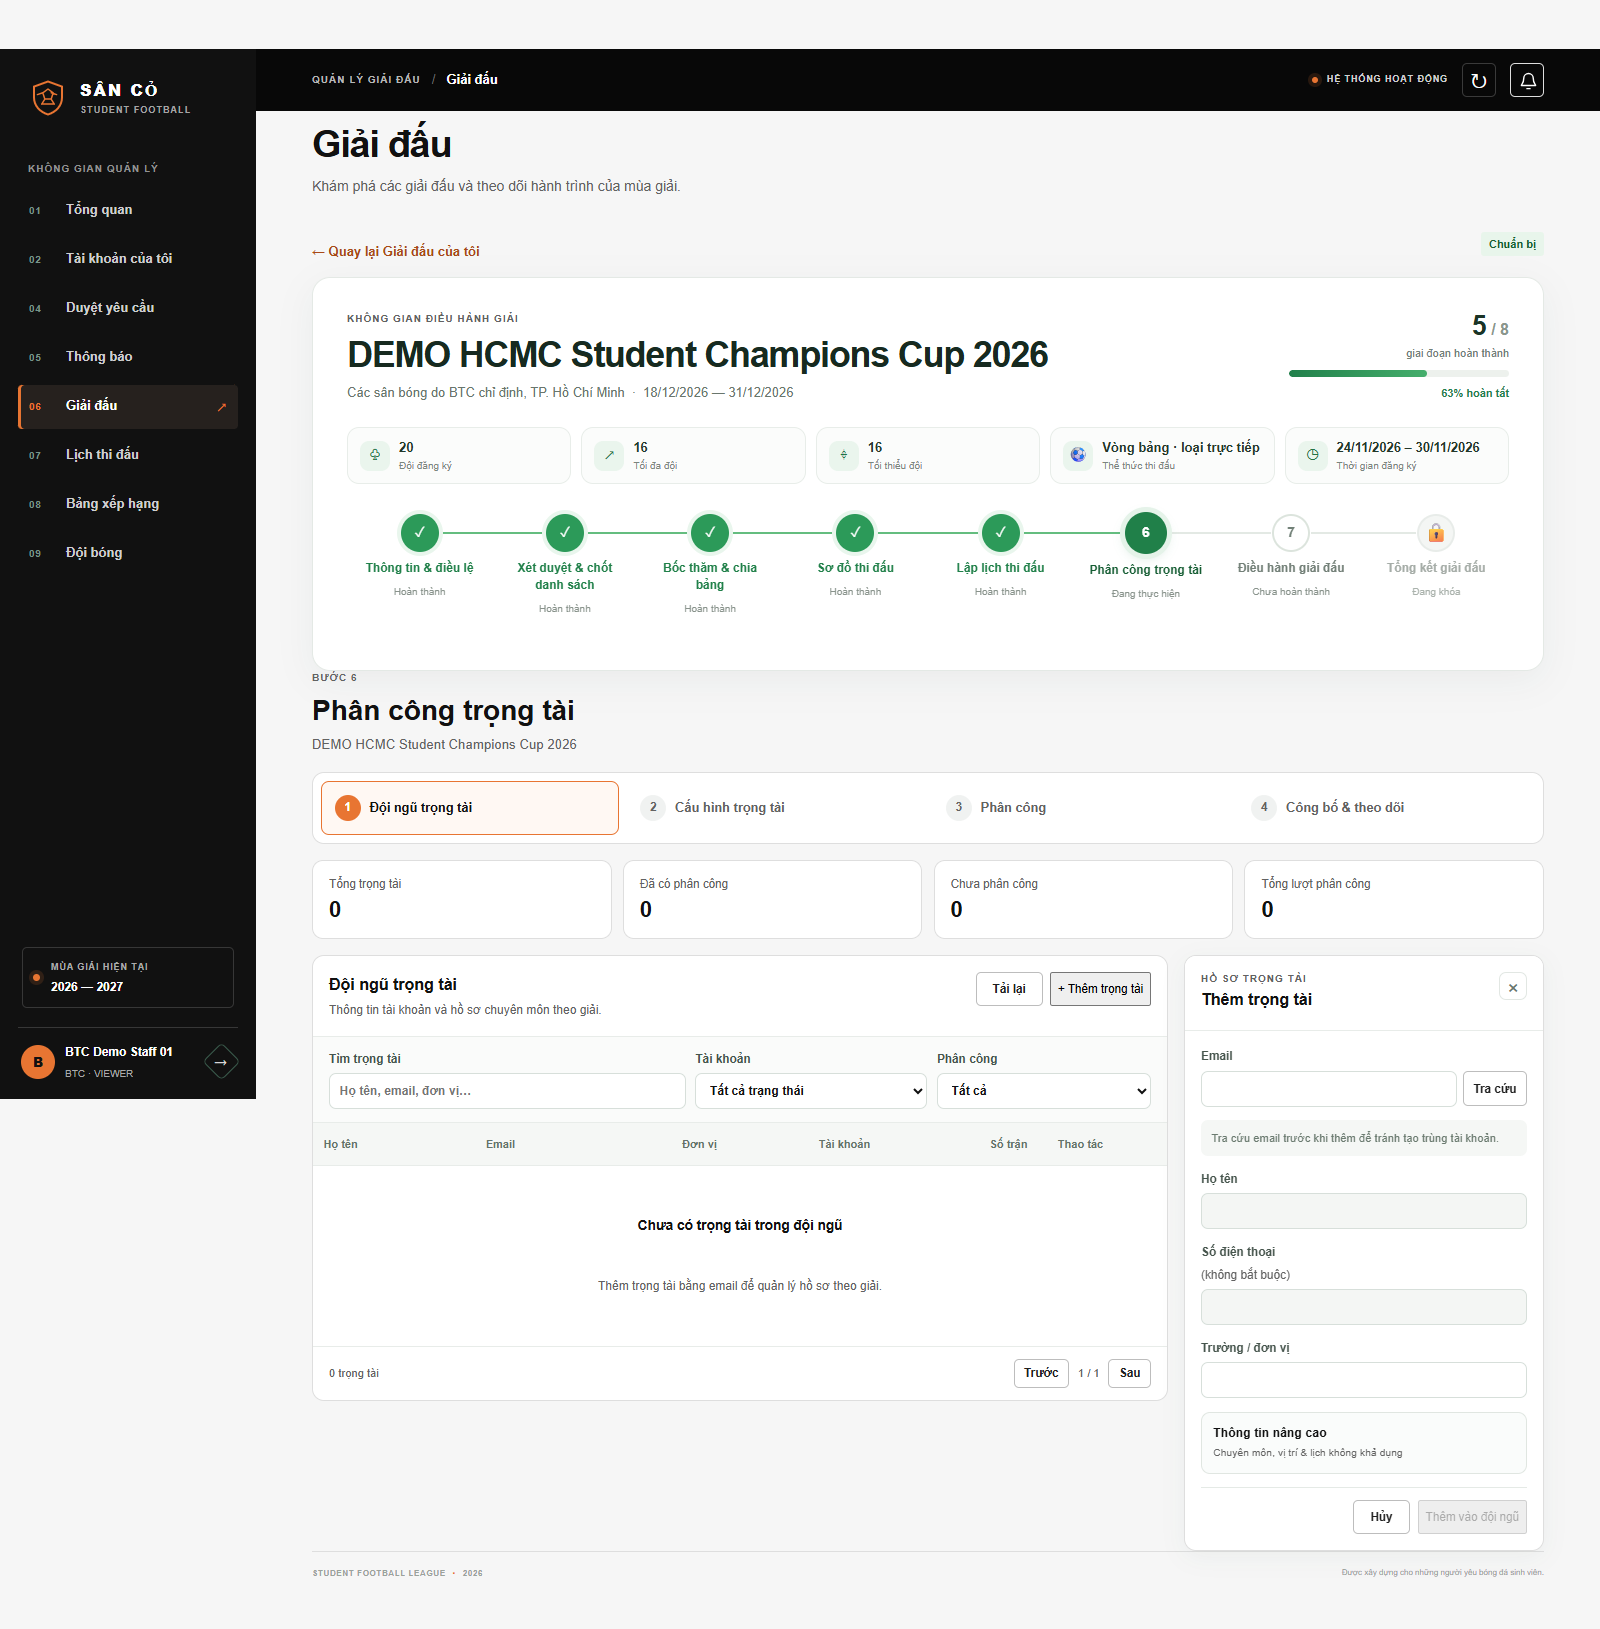 SÂN CỎ
STUDENT FOOTBALL
KHÔNG GIAN QUẢN LÝ
01 Tổng quan
02 Tài khoản của tôi
04 Duyệt yêu cầu
05 Thông báo
06 Giải đấu ↗
07 Lịch thi đấu
08 Bảng xếp hạng
09 Đội bóng
MÙA GIẢI HIỆN TẠI
2026 — 2027
B BTC Demo Staff 01
BTC · VIEWER
→
QUẢN LÝ GIẢI ĐẤU / Giải đấu
HỆ THỐNG HOẠT ĐỘNG
Giải đấu
Khám phá các giải đấu và theo dõi hành trình của mùa giải.
← Quay lại Giải đấu của tôi
Chuẩn bị
KHÔNG GIAN ĐIỀU HÀNH GIẢI
DEMO HCMC Student Champions Cup 2026
Các sân bóng do BTC chỉ định, TP. Hồ Chí Minh · 18/12/2026 — 31/12/2026
5 / 8
giai đoạn hoàn thành
63% hoàn tất
20
Đội đăng ký
16
Tối đa đội
16
Tối thiểu đội
Vòng bảng · loại trực tiếp
Thể thức thi đấu
24/11/2026 – 30/11/2026
Thời gian đăng ký
✓ Thông tin & điều lệ
Hoàn thành
✓ Xét duyệt & chốt
danh sách
Hoàn thành
✓ Bốc thăm & chia
bảng
Hoàn thành
✓ Sơ đồ thi đấu
Hoàn thành
✓ Lập lịch thi đấu
Hoàn thành
6 Phân công trọng tài
Đang thực hiện
7 Điều hành giải đấu
Chưa hoàn thành
Tổng kết giải đấu
Đang khóa
BƯỚC 6
Phân công trọng tài
DEMO HCMC Student Champions Cup 2026
1 Đội ngũ trọng tài
2 Cấu hình trọng tài
3 Phân công
4 Công bố & theo dõi
Tổng trọng tài
0
Đã có phân công
0
Chưa phân công
0
Tổng lượt phân công
0
Đội ngũ trọng tài
Thông tin tài khoản và hồ sơ chuyên môn theo giải.
Tải lại
+ Thêm trọng tài
Tìm trọng tài
Họ tên, email, đơn vị...
Tài khoản
Tất cả trạng thái
Phân công
Tất cả
Họ tên Email Đơn vị Tài khoản Số trận Thao tác
Chưa có trọng tài trong đội ngũ
Thêm trọng tài bằng email để quản lý hồ sơ theo giải.
0 trọng tài
Trước 1 / 1 Sau
HỒ SƠ TRỌNG TÀI
Thêm trọng tài
×
Email
Tra cứu
Tra cứu email trước khi thêm để tránh tạo trùng tài khoản.
Họ tên
Số điện thoại
(không bắt buộc)
Trường / đơn vị
Thông tin nâng cao
Chuyên môn, vị trí & lịch không khả dụng
Hủy
Thêm vào đội ngũ
STUDENT FOOTBALL LEAGUE · 2026
Được xây dựng cho những người yêu bóng đá sinh viên.